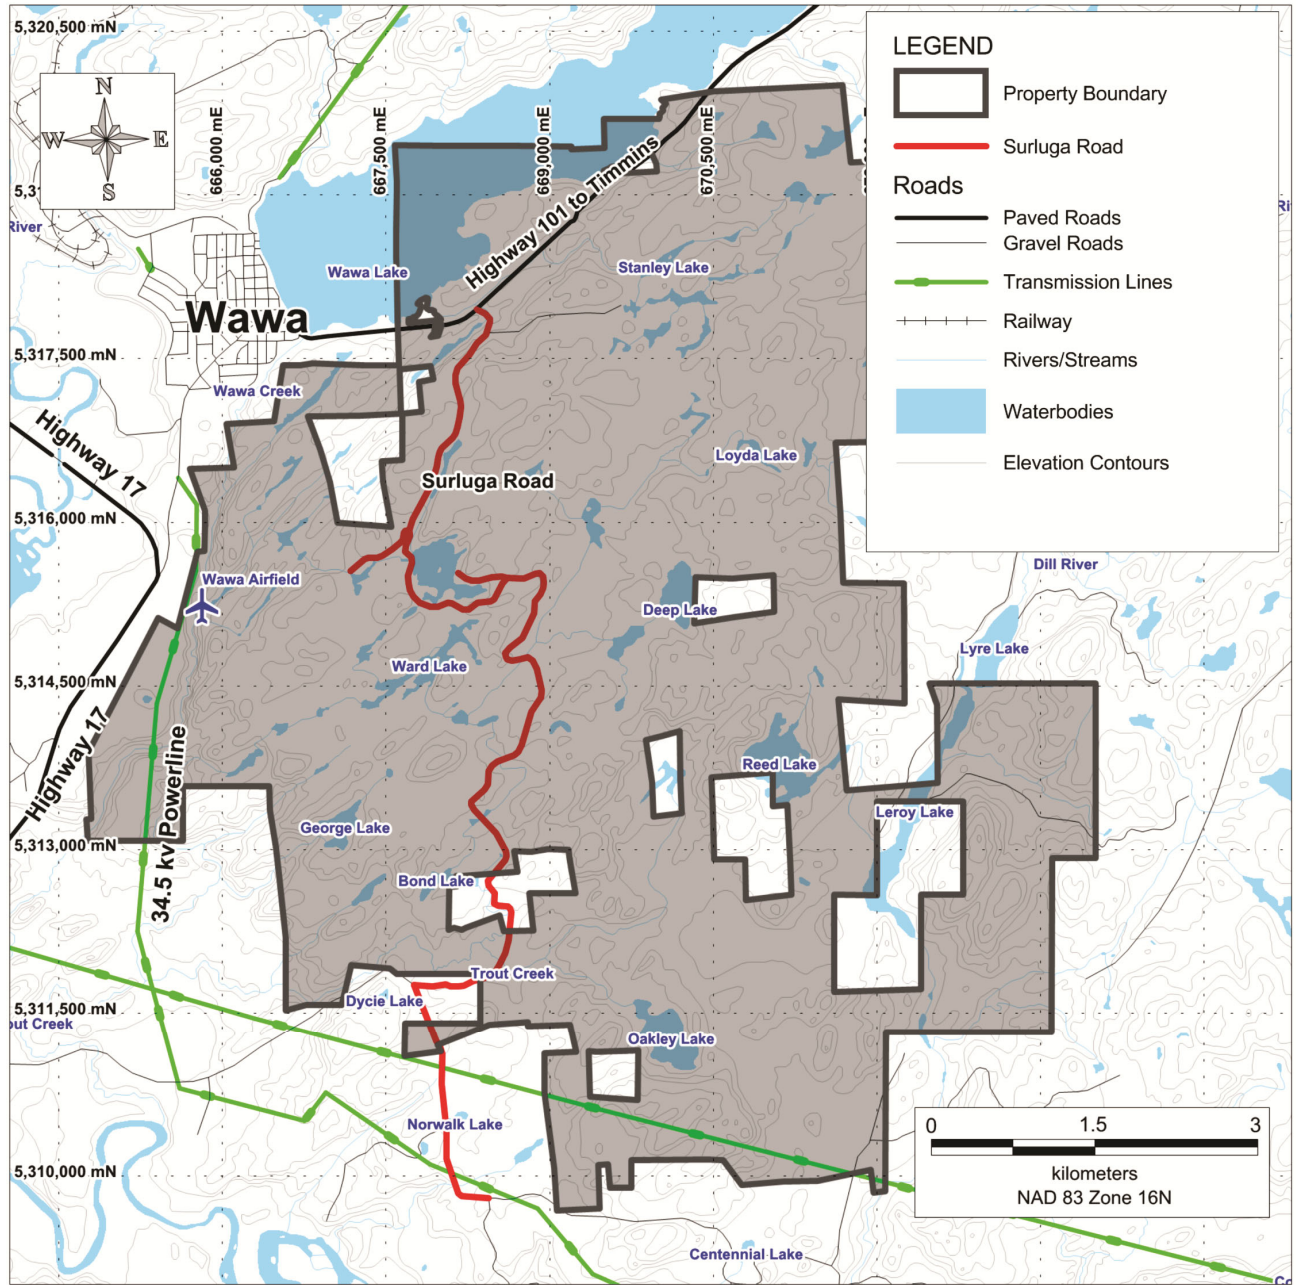 5,320,500 mN
LEGEND
Property Boundary
Surluga Road
Roads
Paved Roads
Gravel Roads
Transmission Lines
Railway
Rivers/Streams
Waterbodies
Elevation Contours
N
W E
S
666,000 mE
667,500 mE
669,000 mE
670,500 mE
5,31
River
Ri
Highway 101 to Timmins
Wawa Lake
Stanley Lake
Wawa
5,317,500 mN
Wawa Creek
Highway 17
Loyda Lake
Surluga Road
5,316,000 mN
Wawa Airfield
Dill River
Deep Lake
Lyre Lake
Ward Lake
5,314,500 mN
Highway 17
34.5 kv Powerline
Reed Lake
George Lake
Leroy Lake
5,313,000 mN
Bond Lake
Trout Creek
Dycie Lake
5,311,500 mN
out Creek
Oakley Lake
Norwalk Lake
0 1.5 3
kilometers
NAD 83 Zone 16N
5,310,000 mN
Centennial Lake
Co